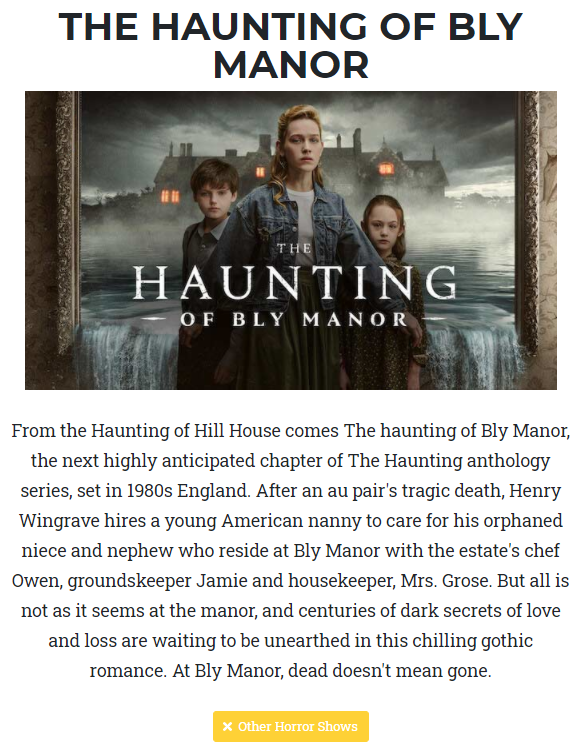 THE HAUNTING OF BLY
MANOR
THE
HAUNTING
OF BLY MANOR
From the Haunting of Hill House comes The haunting of Bly Manor,
the next highly anticipated chapter of The Haunting anthology
series, set in 1980s England. After an au pair's tragic death, Henry
Wingrave hires a young American nanny to care for his orphaned
niece and nephew who reside at Bly Manor with the estate's chef
Owen, groundskeeper Jamie and housekeeper, Mrs. Grose. But all is
not as it seems at the manor, and centuries of dark secrets of love
and loss are waiting to be unearthed in this chilling gothic
romance. At Bly Manor, dead doesn't mean gone.
× Other Horror Shows